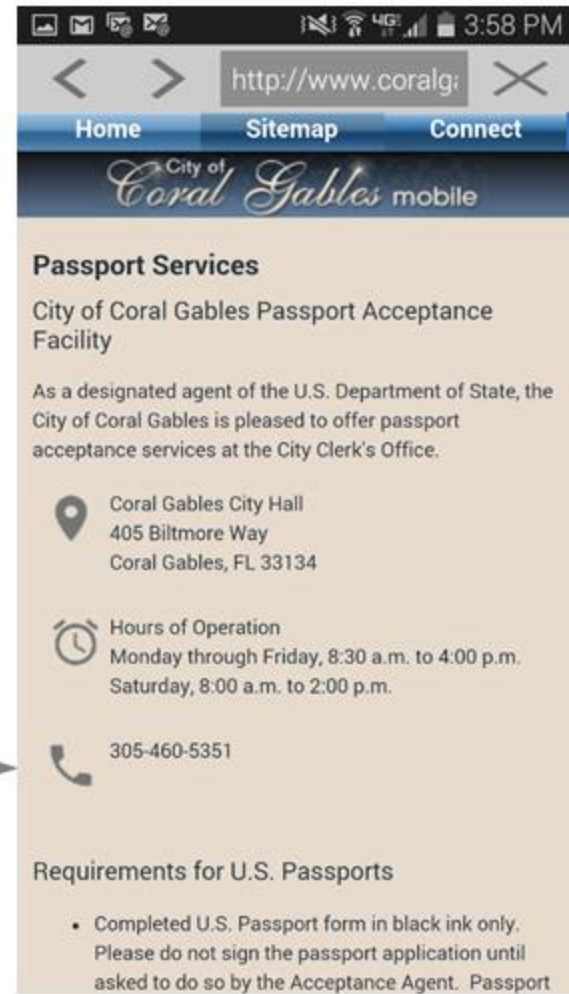 4G 3:58 PM
http://www.coralga
Home Sitemap Connect
City of
Coral Gables mobile
Passport Services
City of Coral Gables Passport Acceptance
Facility
As a designated agent of the U.S. Department of State, the
City of Coral Gables is pleased to offer passport
acceptance services at the City Clerk's Office.
Coral Gables City Hall
405 Biltmore Way
Coral Gables, FL 33134
Hours of Operation
Monday through Friday, 8:30 a.m. to 4:00 p.m.
Saturday, 8:00 a.m. to 2:00 p.m.
305-460-5351
Requirements for U.S. Passports
• Completed U.S. Passport form in black ink only.
Please do not sign the passport application until
asked to do so by the Acceptance Agent. Passport